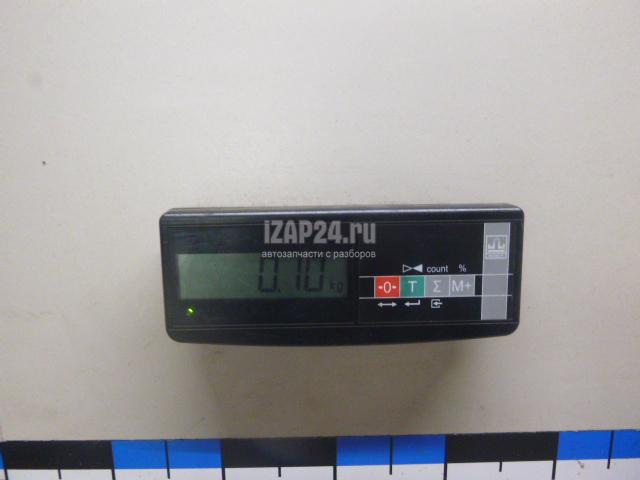 iZAP24.ru
автозапчасти с разборов
0.10 kg
count %
→0← T Σ M+